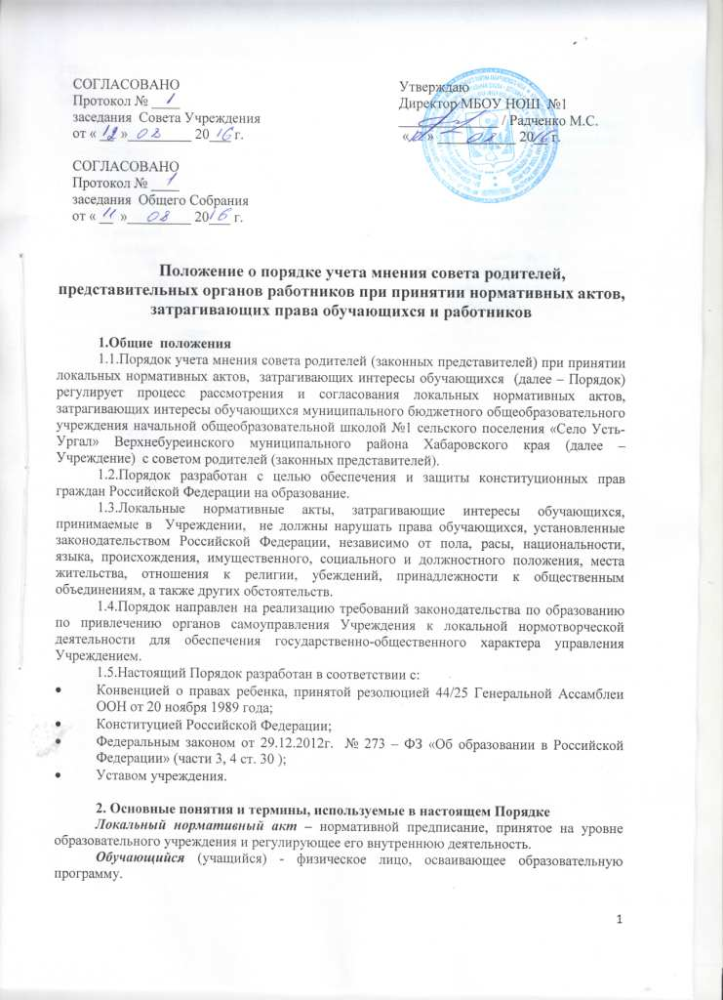 СОГЛАСОВАНО
Протокол № 1
заседания Совета Учреждения
от « 12 » 08 2016 г.
СОГЛАСОВАНО
Протокол № 1
заседания Общего Собрания
от « 11 » 08 2016 г.
Утверждаю
Директор МБОУ НОШ №1
/ Радченко М.С.
« 12 » 08 2016 г.
Положение о порядке учета мнения совета родителей,
представительных органов работников при принятии нормативных актов,
затрагивающих права обучающихся и работников
1.Общие положения
1.1.Порядок учета мнения совета родителей (законных представителей) при принятии
локальных нормативных актов, затрагивающих интересы обучающихся (далее – Порядок)
регулирует процесс рассмотрения и согласования локальных нормативных актов,
затрагивающих интересы обучающихся муниципального бюджетного общеобразовательного
учреждения начальной общеобразовательной школой №1 сельского поселения «Село Усть-
Ургал» Верхнебуреинского муниципального района Хабаровского края (далее –
Учреждение) с советом родителей (законных представителей).
1.2.Порядок разработан с целью обеспечения и защиты конституционных прав
граждан Российской Федерации на образование.
1.3.Локальные нормативные акты, затрагивающие интересы обучающихся,
принимаемые в Учреждении, не должны нарушать права обучающихся, установленные
законодательством Российской Федерации, независимо от пола, расы, национальности,
языка, происхождения, имущественного, социального и должностного положения, места
жительства, отношения к религии, убеждений, принадлежности к общественным
объединениям, а также других обстоятельств.
1.4.Порядок направлен на реализацию требований законодательства по образованию
по привлечению органов самоуправления Учреждения к локальной нормотворческой
деятельности для обеспечения государственно-общественного характера управления
Учреждением.
1.5.Настоящий Порядок разработан в соответствии с:
• Конвенцией о правах ребенка, принятой резолюцией 44/25 Генеральной Ассамблеи
ООН от 20 ноября 1989 года;
• Конституцией Российской Федерации;
• Федеральным законом от 29.12.2012г. № 273 – ФЗ «Об образовании в Российской
Федерации» (части 3, 4 ст. 30 );
• Уставом учреждения.
2. Основные понятия и термины, используемые в настоящем Порядке
Локальный нормативный акт – нормативной предписание, принятое на уровне
образовательного учреждения и регулирующее его внутреннюю деятельность.
Обучающийся (учащийся) - физическое лицо, осваивающее образовательную
программу.
1